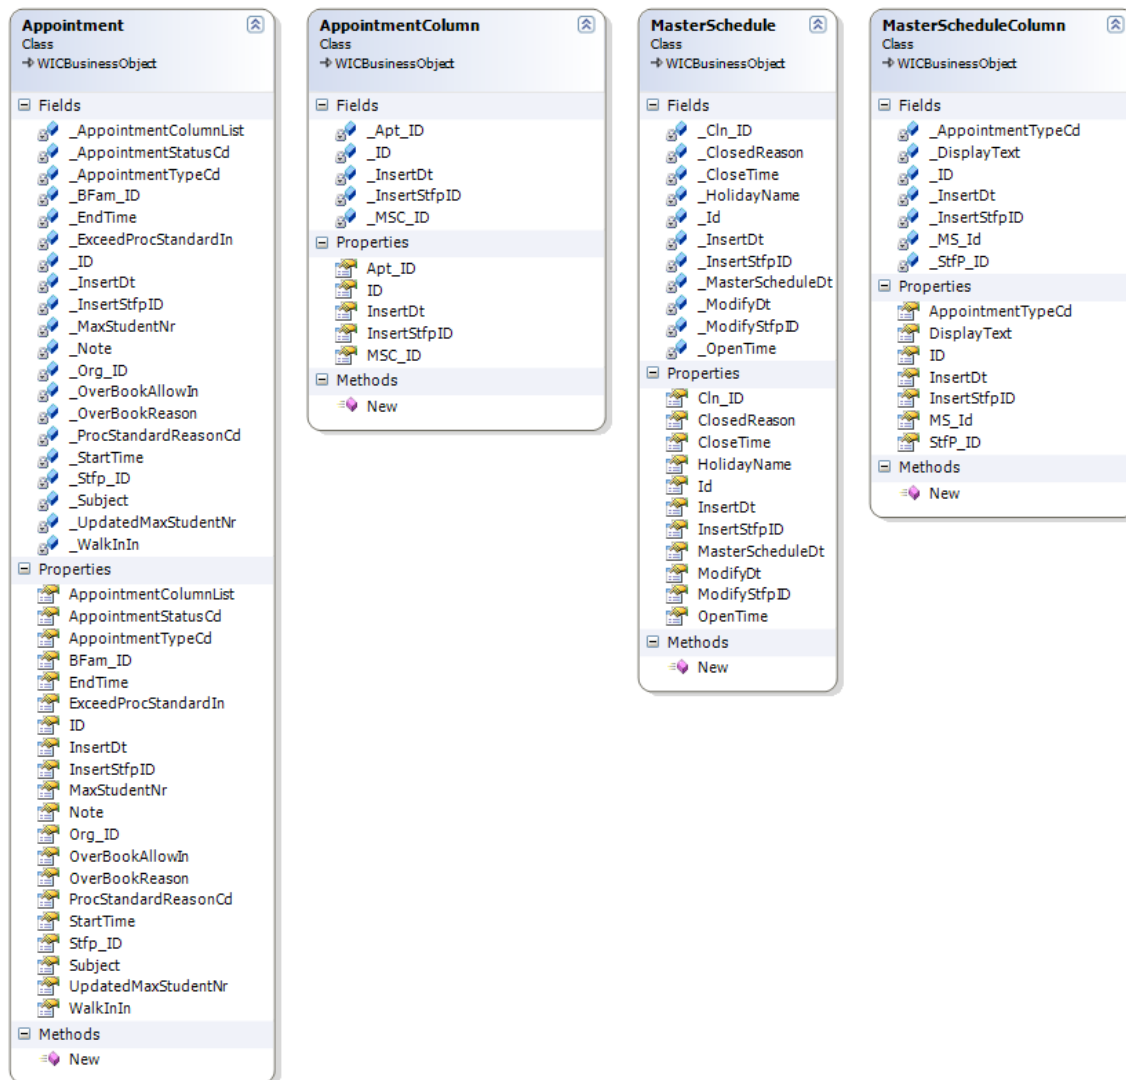 Appointment
Class
WICBusinessObject
Fields
_AppointmentColumnList
_AppointmentStatusCd
_AppointmentTypeCd
_BFam_ID
_EndTime
_ExceedProcStandardIn
_ID
_InsertDt
_InsertStfpID
_MaxStudentNr
_Note
_Org_ID
_OverBookAllowIn
_OverBookReason
_ProcStandardReasonCd
_StartTime
_Stfp_ID
_Subject
_UpdatedMaxStudentNr
_WalkInIn
Properties
AppointmentColumnList
AppointmentStatusCd
AppointmentTypeCd
BFam_ID
EndTime
ExceedProcStandardIn
ID
InsertDt
InsertStfpID
MaxStudentNr
Note
Org_ID
OverBookAllowIn
OverBookReason
ProcStandardReasonCd
StartTime
Stfp_ID
Subject
UpdatedMaxStudentNr
WalkInIn
Methods
New
AppointmentColumn
Class
WICBusinessObject
Fields
_Apt_ID
_ID
_InsertDt
_InsertStfpID
_MSC_ID
Properties
Apt_ID
ID
InsertDt
InsertStfpID
MSC_ID
Methods
New
MasterSchedule
Class
WICBusinessObject
Fields
_Cln_ID
_ClosedReason
_CloseTime
_HolidayName
_Id
_InsertDt
_InsertStfpID
_MasterScheduleDt
_ModifyDt
_ModifyStfpID
_OpenTime
Properties
Cln_ID
ClosedReason
CloseTime
HolidayName
Id
InsertDt
InsertStfpID
MasterScheduleDt
ModifyDt
ModifyStfpID
OpenTime
Methods
New
MasterScheduleColumn
Class
WICBusinessObject
Fields
_AppointmentTypeCd
_DisplayText
_ID
_InsertDt
_InsertStfpID
_MS_Id
_StfP_ID
Properties
AppointmentTypeCd
DisplayText
ID
InsertDt
InsertStfpID
MS_Id
StfP_ID
Methods
New